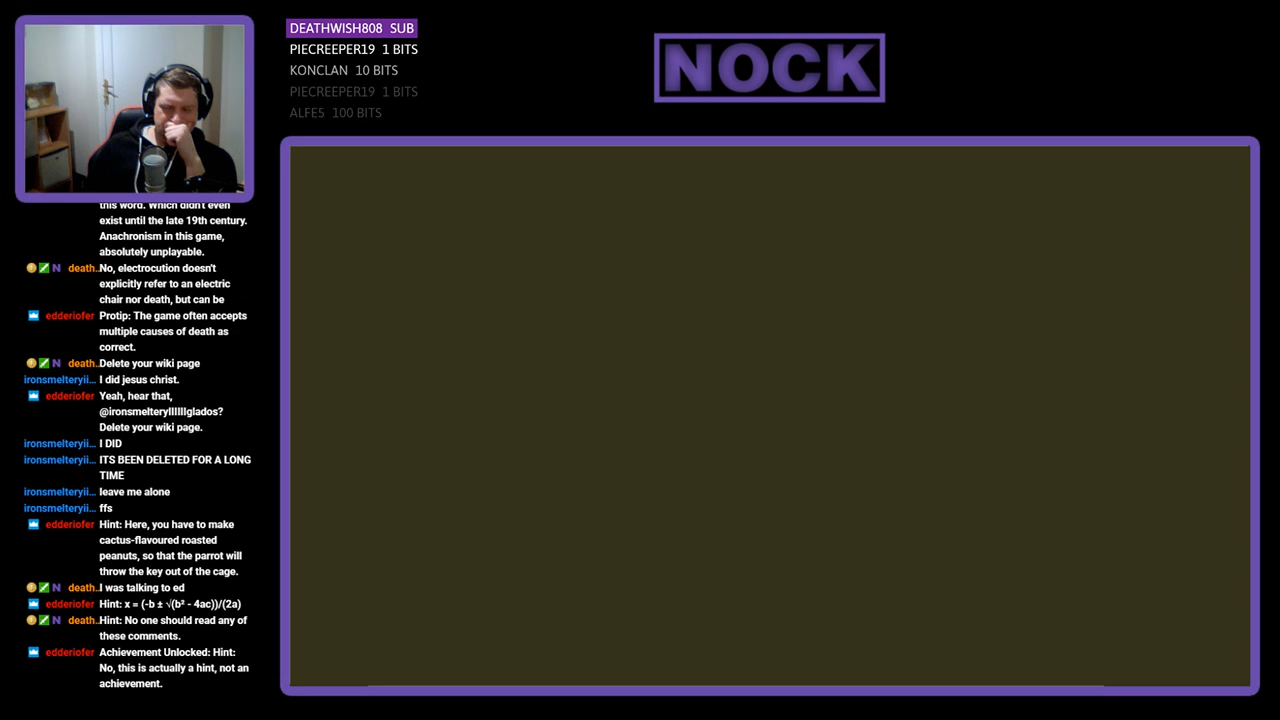 DEATHWISH808 SUB
PIECREEPER19 1 BITS
KONCLAN 10 BITS
PIECREEPER19 1 BITS
ALFE5 100 BITS
NOCK
this word. Which didn't even
exist until the late 19th century.
Anachronism in this game,
absolutely unplayable.
N death... No, electrocution doesn't
explicitly refer to an electric
chair nor death, but can be
edderiofer Protip: The game often accepts
multiple causes of death as
correct.
N death... Delete your wiki page
ironsmelteryii... I did jesus christ.
edderiofer Yeah, hear that,
@ironsmelteryIIIIIIglados?
Delete your wiki page.
ironsmelteryii... I DID
ironsmelteryii... ITS BEEN DELETED FOR A LONG
TIME
ironsmelteryii... leave me alone
ironsmelteryii... ffs
edderiofer Hint: Here, you have to make
cactus-flavoured roasted
peanuts, so that the parrot will
throw the key out of the cage.
N death... I was talking to ed
edderiofer Hint: x = (-b ± √(b² - 4ac))/(2a)
N death... Hint: No one should read any of
these comments.
edderiofer Achievement Unlocked: Hint:
No, this is actually a hint, not an
achievement.